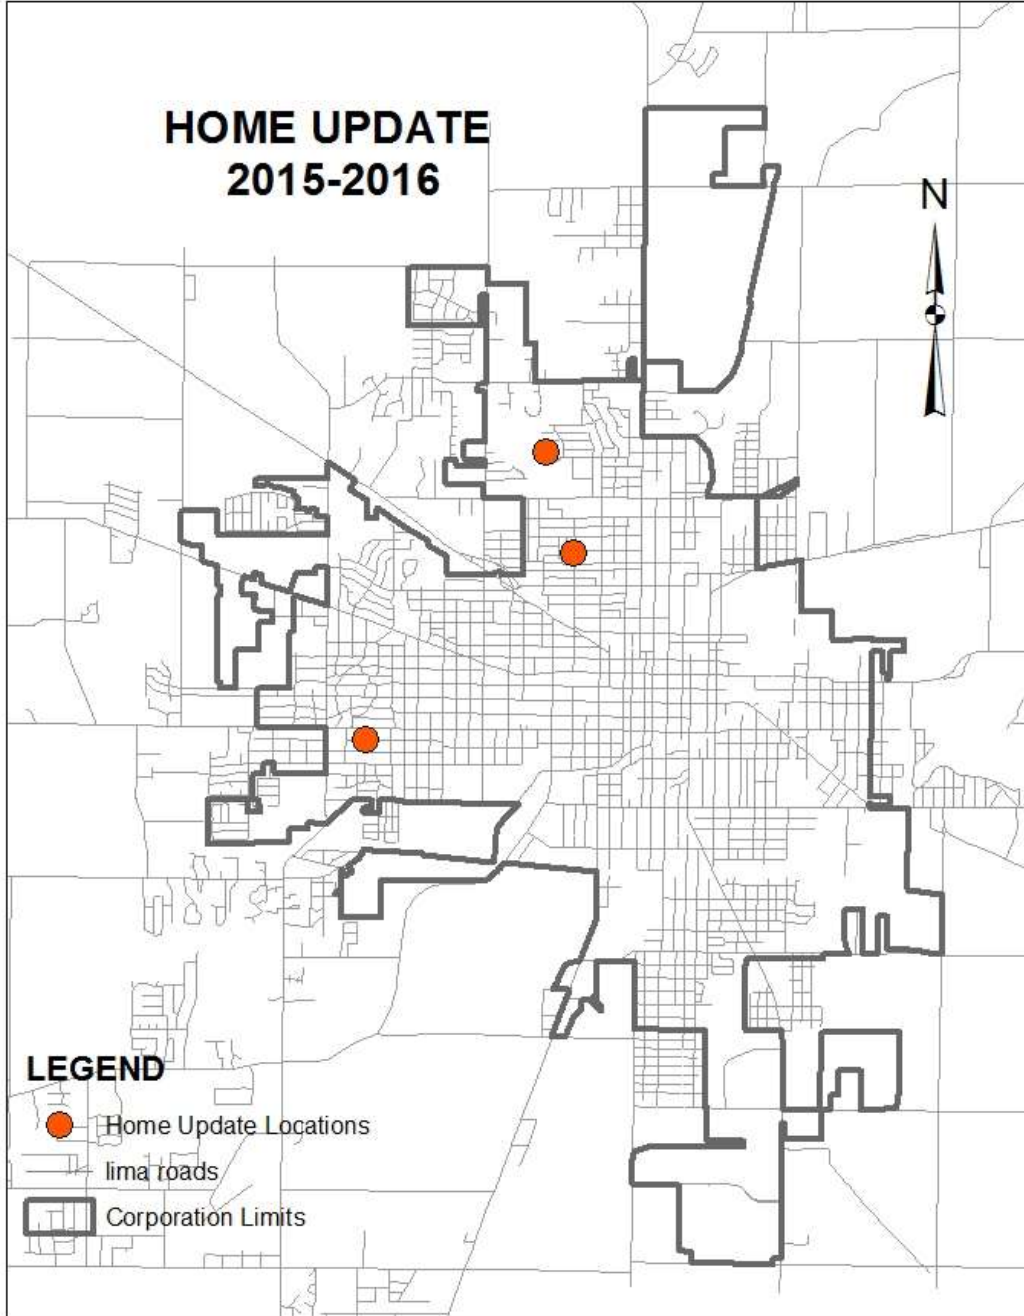 HOME UPDATE
2015-2016
N
LEGEND
Home Update Locations
lima roads
Corporation Limits